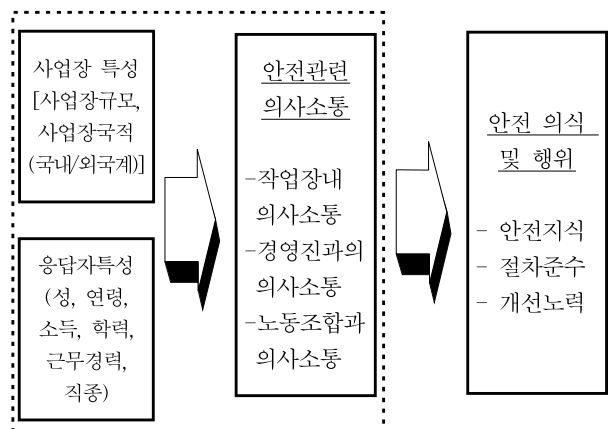 사업장 특성
[사업장규모,
사업장국적
(국내/외국계)]
응답자특성
(성, 연령,
소득, 학력,
근무경력,
직종)
안전관련
의사소통
-작업장내
의사소통
-경영진과의
의사소통
-노동조합과
의사소통
안전 의식
및 행위
- 안전지식
- 절차준수
- 개선노력